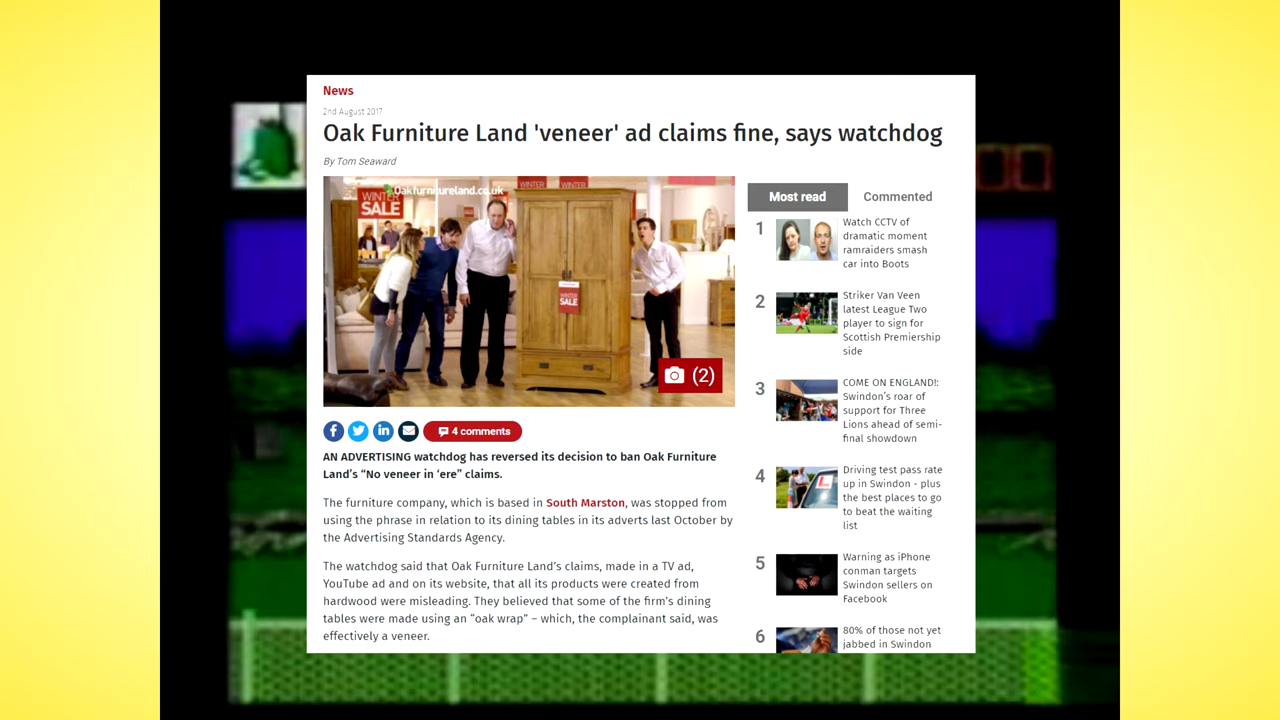 News
2nd August 2017
Oak Furniture Land 'veneer' ad claims fine, says watchdog
By Tom Seaward
Oakfurnitureland.co.uk
WINTER
SALE
WINTER
WINTER
WINTER
SALE
(2)
4 comments
AN ADVERTISING watchdog has reversed its decision to ban Oak Furniture
Land's “No veneer in ‘ere” claims.
The furniture company, which is based in South Marston, was stopped from
using the phrase in relation to its dining tables in its adverts last October by
the Advertising Standards Agency.
The watchdog said that Oak Furniture Land’s claims, made in a TV ad,
YouTube ad and on its website, that all its products were created from
hardwood were misleading. They believed that some of the firm’s dining
tables were made using an “oak wrap” – which, the complainant said, was
effectively a veneer.
Most read
Commented
1
Watch CCTV of
dramatic moment
ramraiders smash
car into Boots
2
Striker Van Veen
latest League Two
player to sign for
Scottish Premiership
side
3
COME ON ENGLAND!:
Swindon’s roar of
support for Three
Lions ahead of semi-
final showdown
4
L
Driving test pass rate
up in Swindon - plus
the best places to go
to beat the waiting
list
5
Warning as iPhone
conman targets
Swindon sellers on
Facebook
6
80% of those not yet
jabbed in Swindon